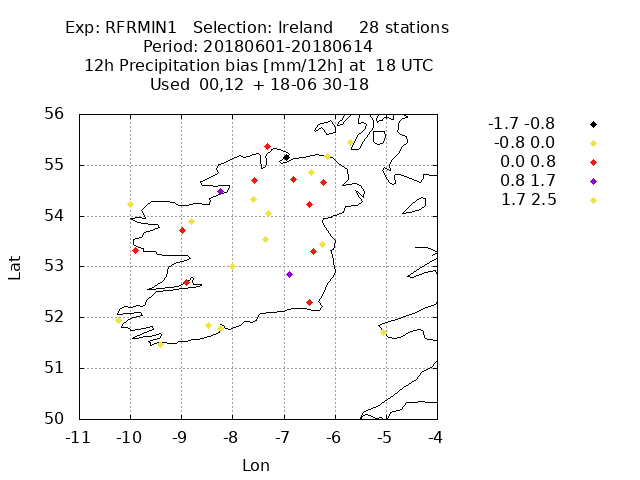 Exp: RFRMIN1 Selection: Ireland 28 stations
Period: 20180601-20180614
12h Precipitation bias [mm/12h] at 18 UTC
Used 00,12 + 18-06 30-18
-1.7 -0.8
-0.8 0.0
0.0 0.8
0.8 1.7
1.7 2.5
56
55
54
53
52
51
50
Lat
-11 -10 -9 -8 -7 -6 -5 -4
Lon